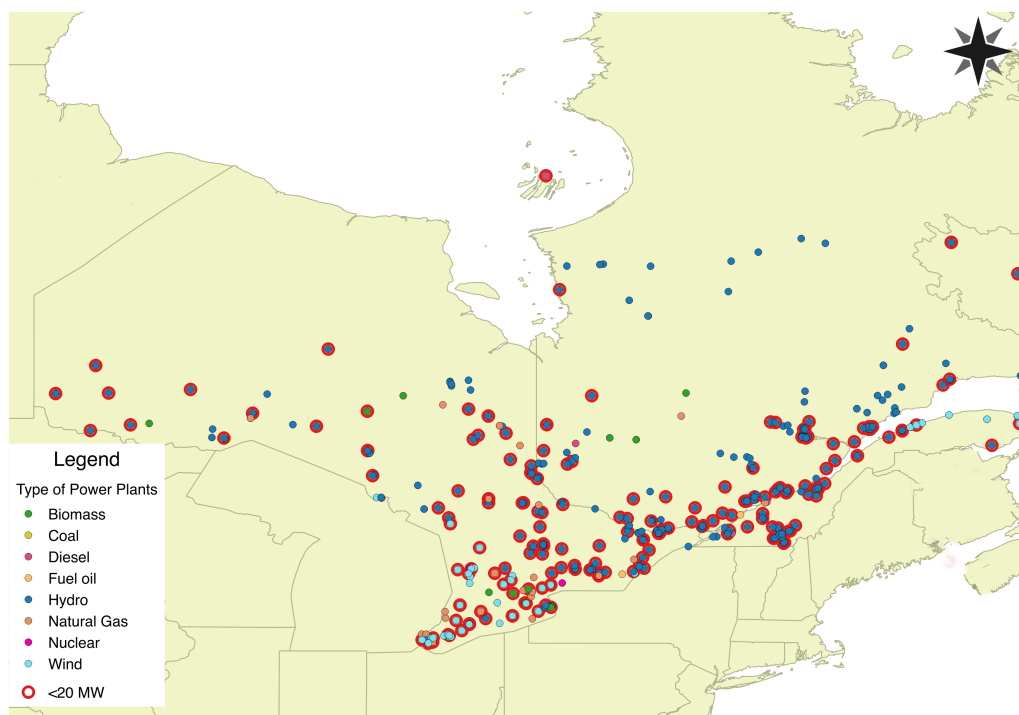 Legend
Type of Power Plants
Biomass
Coal
Diesel
Fuel oil
Hydro
Natural Gas
Nuclear
Wind
<20 MW